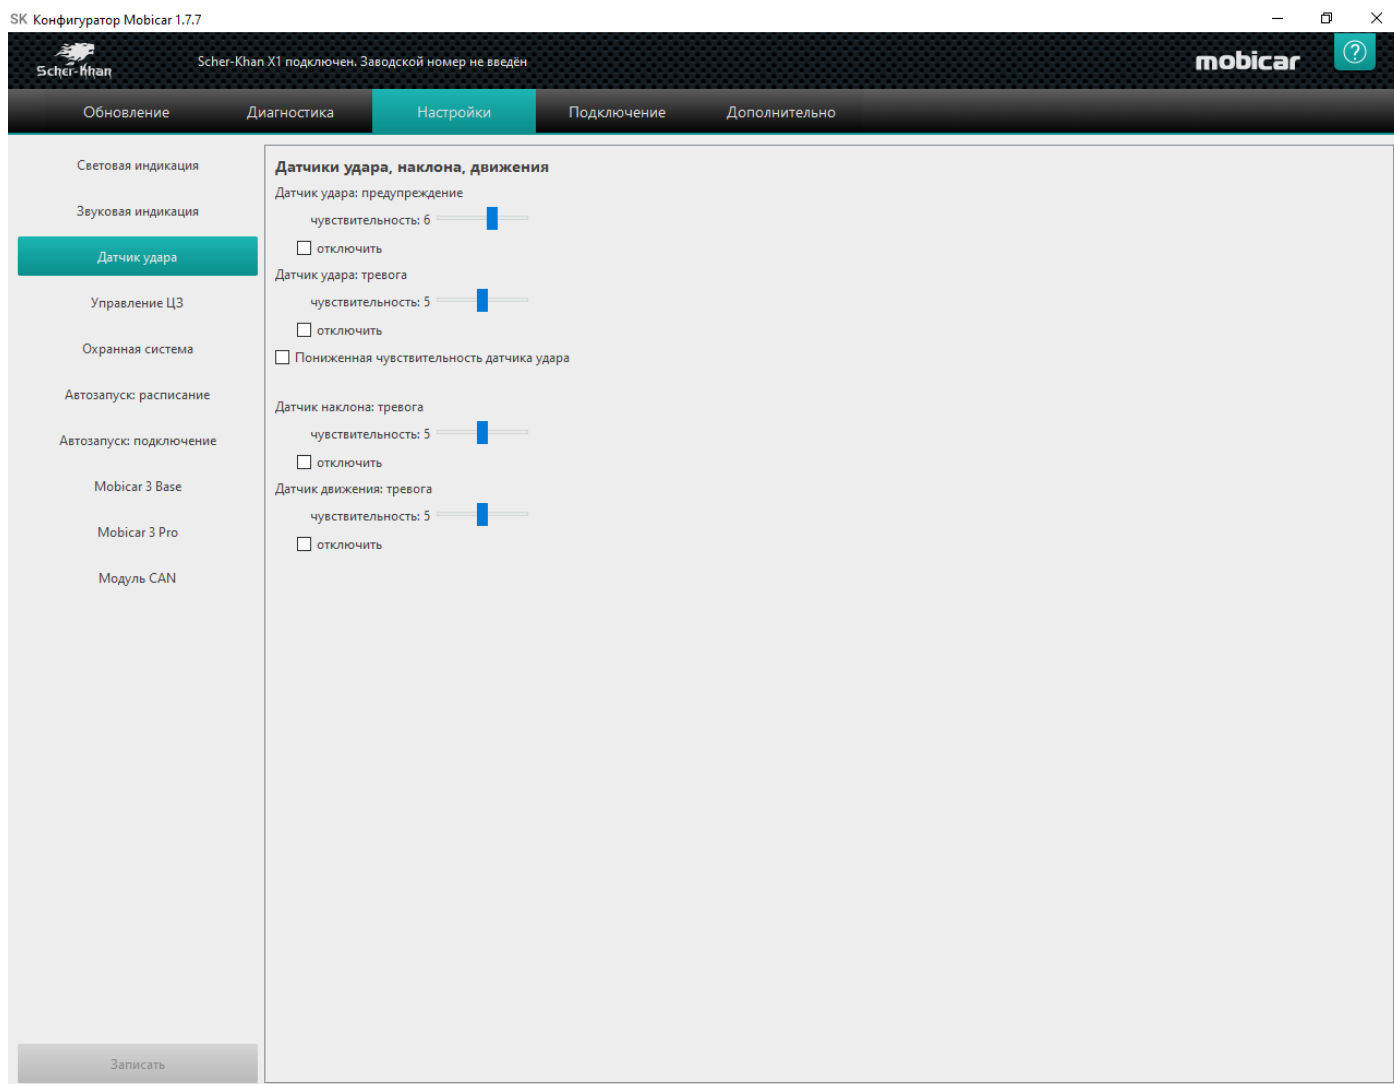 SK Конфигуратор Mobicar 1.7.7
Scher-Khan
Scher-Khan X1 подключен. Заводской номер не введён
mobicar
?
Обновление Диагностика Настройки Подключение Дополнительно
Световая индикация
Звуковая индикация
Датчик удара
Управление ЦЗ
Охранная система
Автозапуск: расписание
Автозапуск: подключение
Mobicar 3 Base
Mobicar 3 Pro
Модуль CAN
Записать
Датчики удара, наклона, движения
Датчик удара: предупреждение
чувствительность: 6
отключить
Датчик удара: тревога
чувствительность: 5
отключить
Пониженная чувствительность датчика удара
Датчик наклона: тревога
чувствительность: 5
отключить
Датчик движения: тревога
чувствительность: 5
отключить